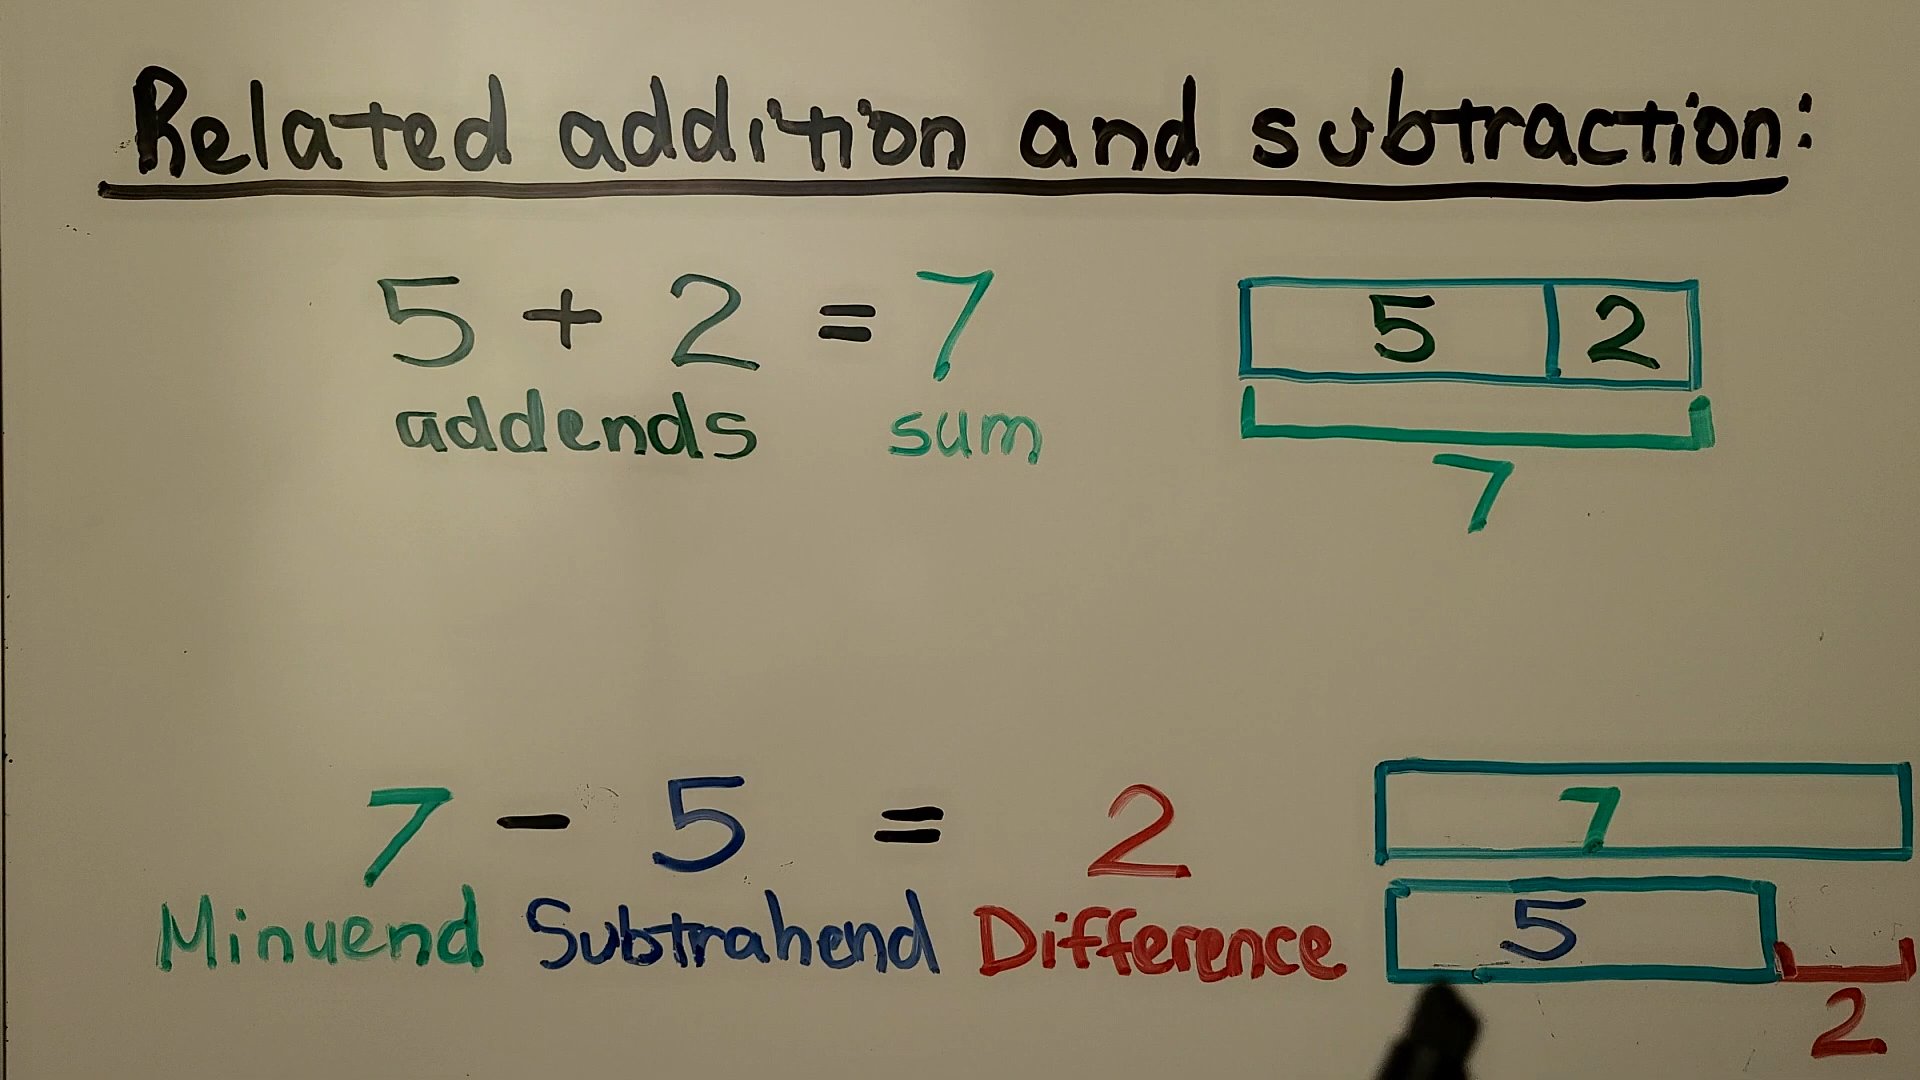 Related addition and subtraction:
5 + 2 = 7
addends sum
5 2
7
7 - 5 = 2
Minuend Subtrahend Difference
7
5
2